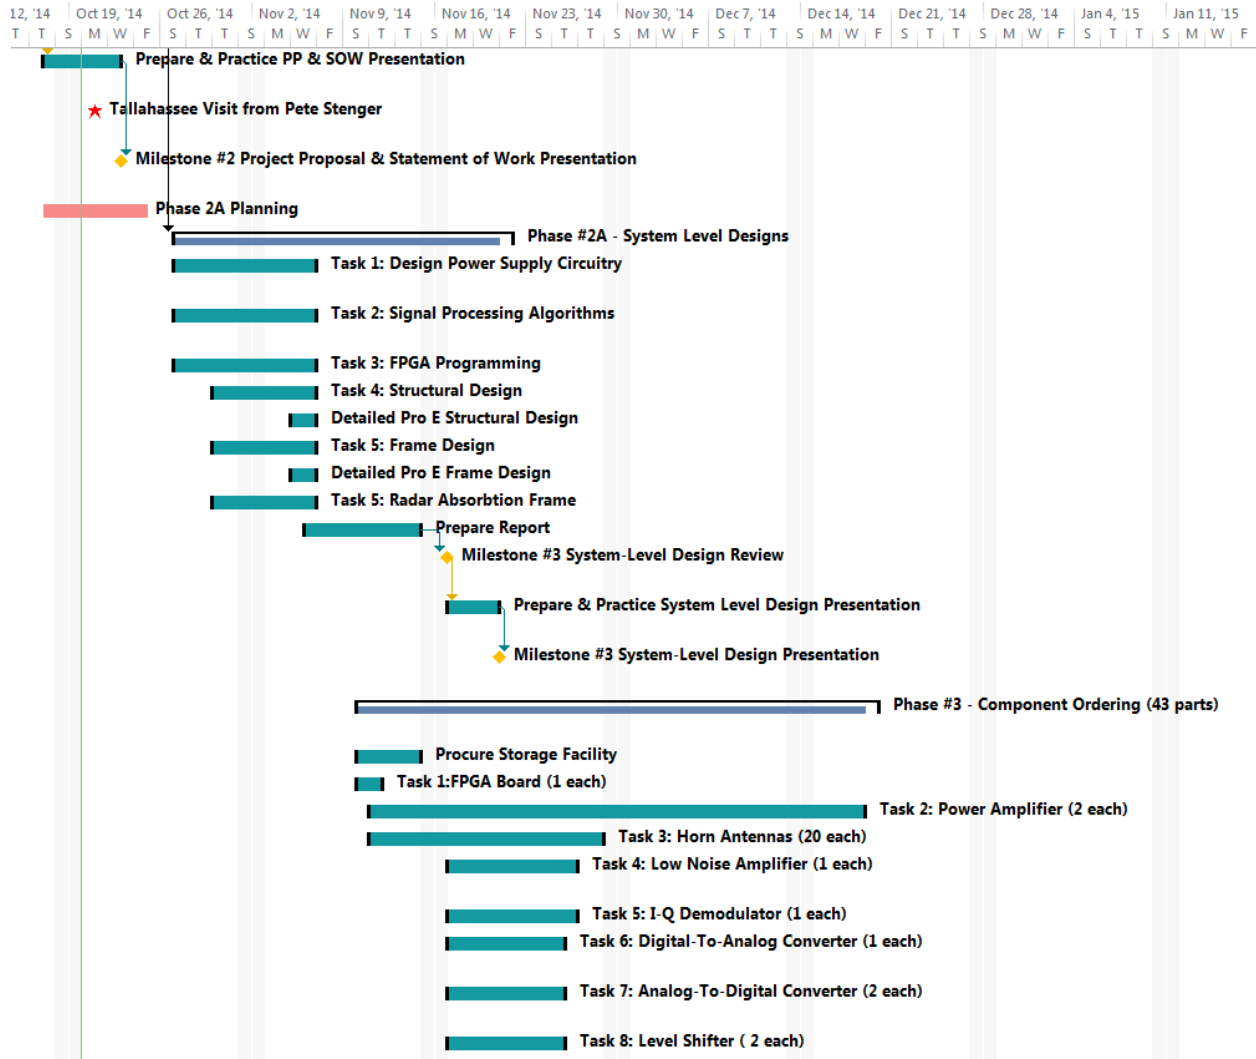 12, '14 Oct 19, '14 Oct 26, '14 Nov 2, '14 Nov 9, '14 Nov 16, '14 Nov 23, '14 Nov 30, '14 Dec 7, '14 Dec 14, '14 Dec 21, '14 Dec 28, '14 Jan 4, '15 Jan 11, '15
T T S M W F S T T S M W F S T T S M W F S T T S M W F S T T S M W F S T T S M W F
Prepare & Practice PP & SOW Presentation
Tallahassee Visit from Pete Stenger
Milestone #2 Project Proposal & Statement of Work Presentation
Phase 2A Planning
Phase #2A - System Level Designs
Task 1: Design Power Supply Circuitry
Task 2: Signal Processing Algorithms
Task 3: FPGA Programming
Task 4: Structural Design
Detailed Pro E Structural Design
Task 5: Frame Design
Detailed Pro E Frame Design
Task 5: Radar Absorbtion Frame
Prepare Report
Milestone #3 System-Level Design Review
Prepare & Practice System Level Design Presentation
Milestone #3 System-Level Design Presentation
Phase #3 - Component Ordering (43 parts)
Procure Storage Facility
Task 1:FPGA Board (1 each)
Task 2: Power Amplifier (2 each)
Task 3: Horn Antennas (20 each)
Task 4: Low Noise Amplifier (1 each)
Task 5: I-Q Demodulator (1 each)
Task 6: Digital-To-Analog Converter (1 each)
Task 7: Analog-To-Digital Converter (2 each)
Task 8: Level Shifter ( 2 each)